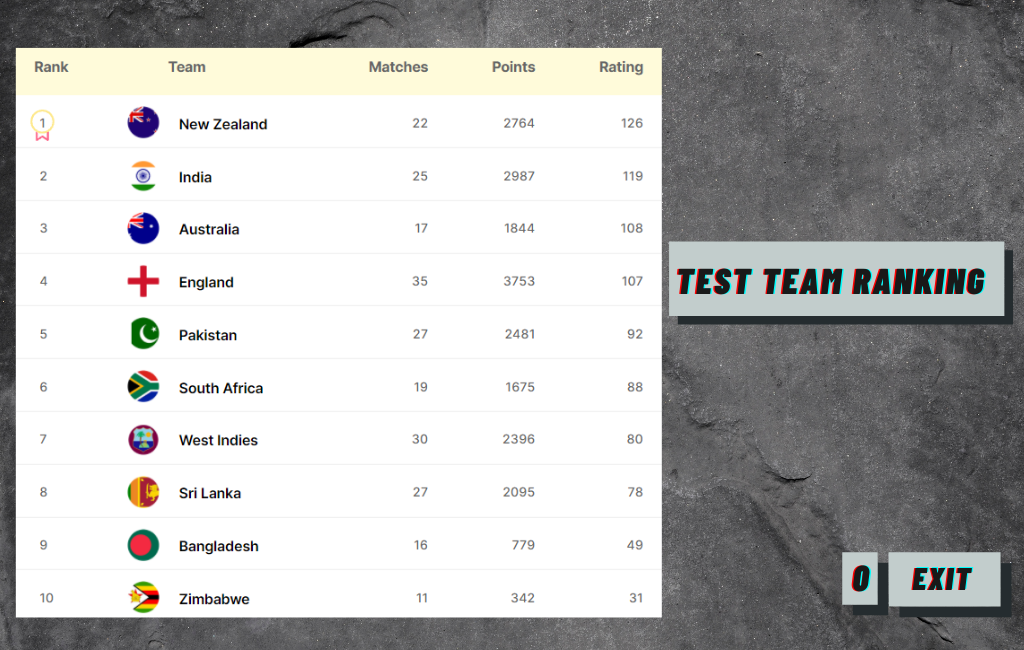 Rank Team Matches Points Rating
1 New Zealand 22 2764 126
2 India 25 2987 119
3 Australia 17 1844 108
4 England 35 3753 107
5 Pakistan 27 2481 92
6 South Africa 19 1675 88
7 West Indies 30 2396 80
8 Sri Lanka 27 2095 78
9 Bangladesh 16 779 49
10 Zimbabwe 11 342 31
TEST TEAM RANKING
0 EXIT